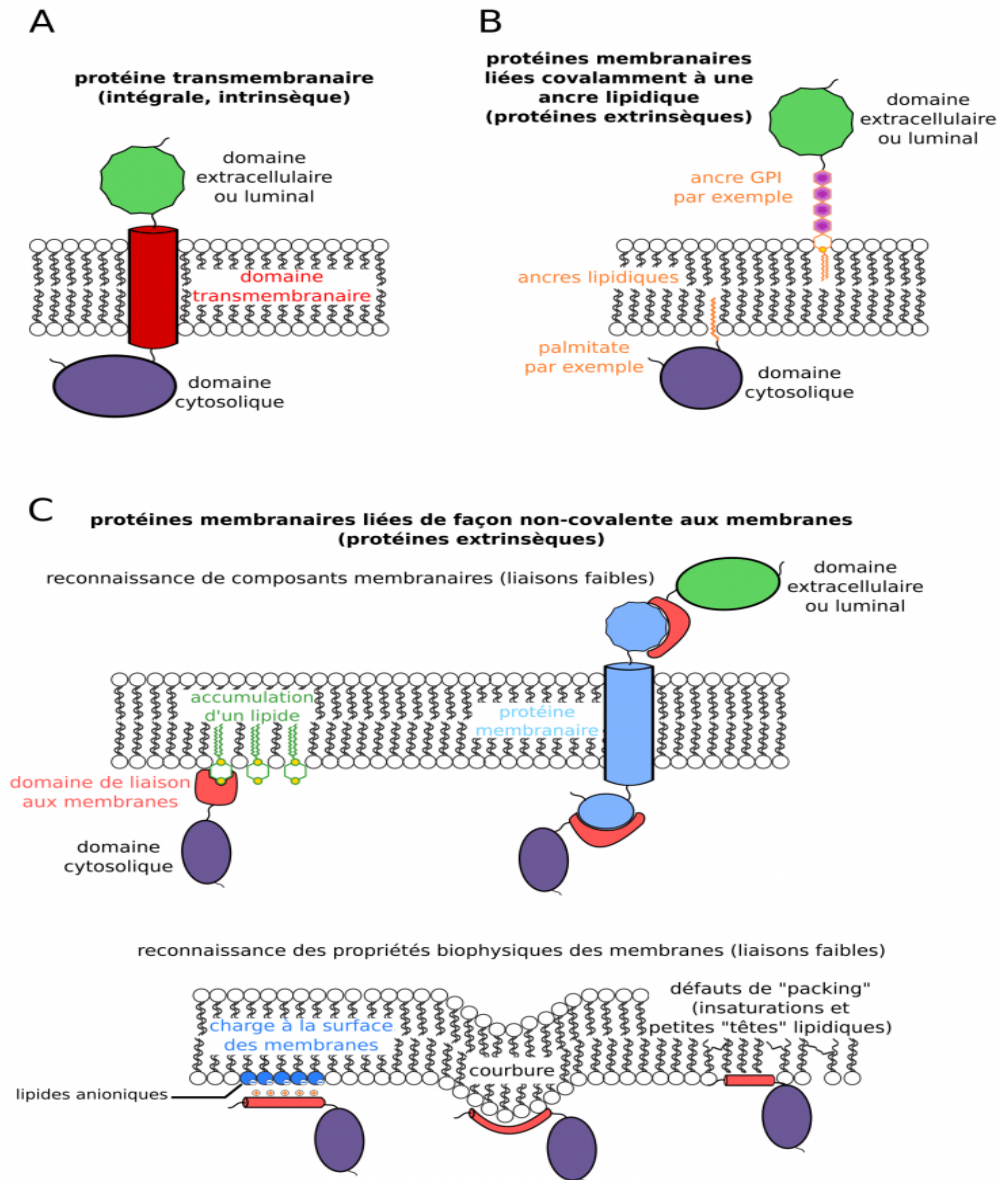 A
protéine transmembranaire
(intégrale, intrinsèque)
domaine
extracellulaire
ou luminal
domaine
transmembranaire
domaine
cytosolique
B
protéines membranaires
liées covalamment à une
ancre lipidique
(protéines extrinsèques)
domaine
extracellulaire
ou luminal
ancre GPI
par exemple
ancres lipidiques
palmitate
par exemple
domaine
cytosolique
C
protéines membranaires liées de façon non-covalente aux membranes
(protéines extrinsèques)
reconnaissance de composants membranaires (liaisons faibles)
domaine
extracellulaire
ou luminal
accumulation
d'un lipide
protéine
membranaire
domaine de liaison
aux membranes
domaine
cytosolique
reconnaissance des propriétés biophysiques des membranes (liaisons faibles)
charge à la surface
des membranes
lipides anioniques
courbure
défauts de "packing"
(insaturations et
petites "têtes" lipidiques)